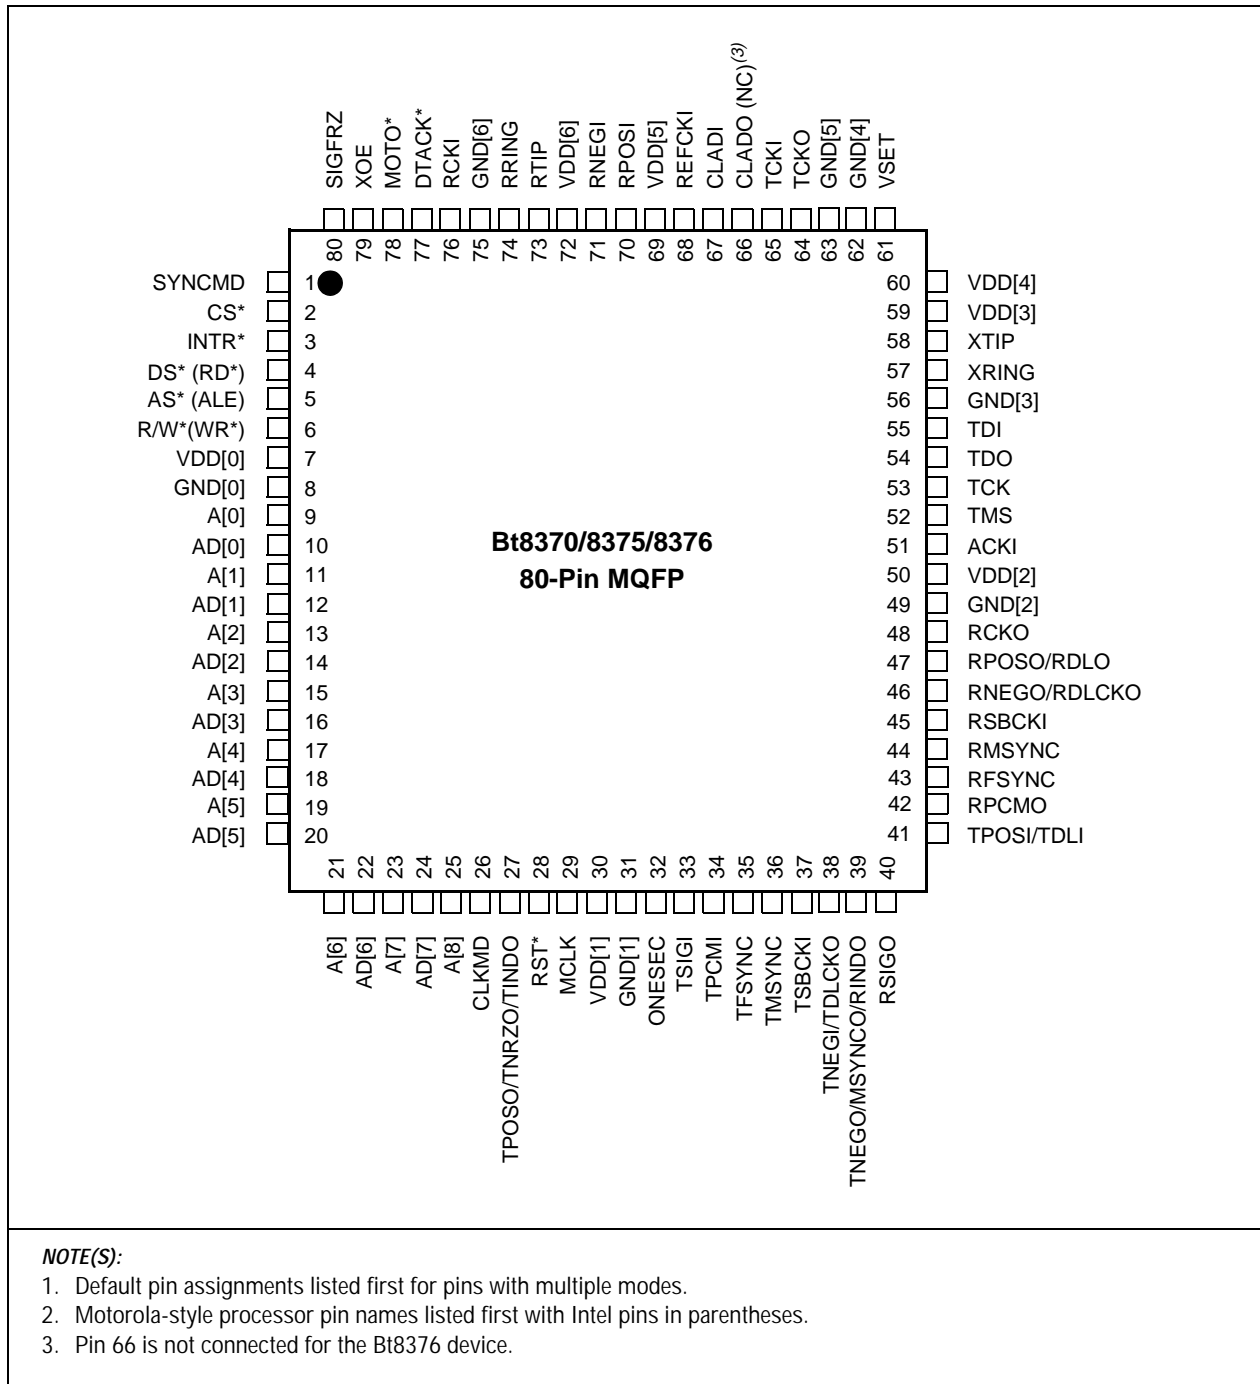 SIGFRZ
XOE
MOTO*
DTACK*
RCKI
GND[6]
RRING
RTIP
VDD[6]
RNEGI
RPOSI
VDD[5]
REFCKI
CLADI
CLADO (NC)(3)
TCKI
TCKO
GND[5]
GND[4]
VSET
80
79
78
77
76
75
74
73
72
71
70
69
68
67
66
65
64
63
62
61
SYNCMD 1
CS* 2
INTR* 3
DS* (RD*) 4
AS* (ALE) 5
R/W*(WR*) 6
VDD[0] 7
GND[0] 8
A[0] 9
AD[0] 10
A[1] 11
AD[1] 12
A[2] 13
AD[2] 14
A[3] 15
AD[3] 16
A[4] 17
AD[4] 18
A[5] 19
AD[5] 20
Bt8370/8375/8376
80-Pin MQFP
60 VDD[4]
59 VDD[3]
58 XTIP
57 XRING
56 GND[3]
55 TDI
54 TDO
53 TCK
52 TMS
51 ACKI
50 VDD[2]
49 GND[2]
48 RCKO
47 RPOSO/RDLO
46 RNEGO/RDLCKO
45 RSBCKI
44 RMSYNC
43 RFSYNC
42 RPCMO
41 TPOSI/TDLI
21
22
23
24
25
26
27
28
29
30
31
32
33
34
35
36
37
38
39
40
A[6]
AD[6]
A[7]
AD[7]
A[8]
CLKMD
TPOSO/TNRZO/TINDO
RST*
MCLK
VDD[1]
GND[1]
ONESEC
TSIGI
TPCMI
TFSYNC
TMSYNC
TSBCKI
TNEGI/TDLCKO
TNEGO/MSYNCO/RINDO
RSIGO
NOTE(S):
1. Default pin assignments listed first for pins with multiple modes.
2. Motorola-style processor pin names listed first with Intel pins in parentheses.
3. Pin 66 is not connected for the Bt8376 device.